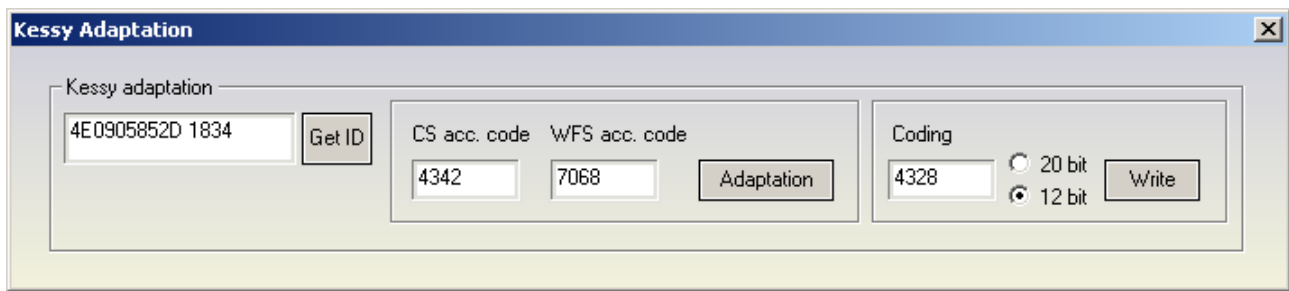 Kessy Adaptation
Kessy adaptation
4E0905852D 1834
Get ID
CS acc. code WFS acc. code
4342 7068 Adaptation
Coding
4328 20 bit
12 bit
Write